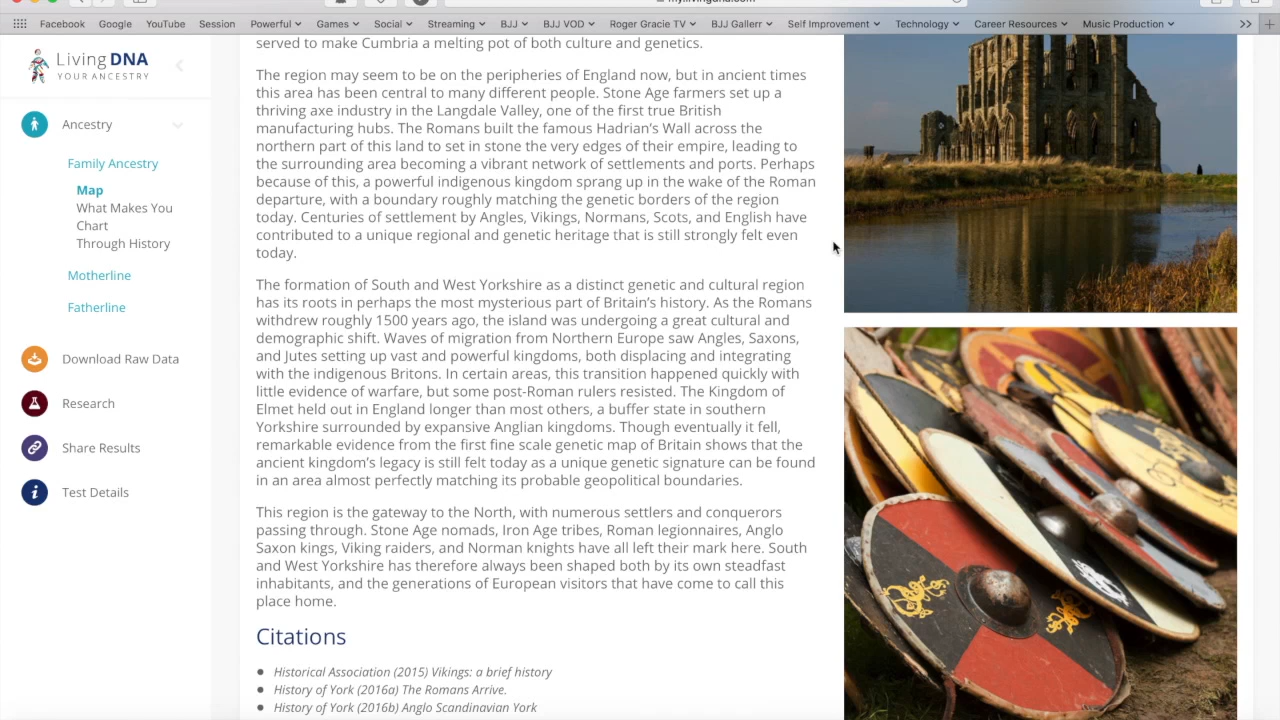 Facebook Google YouTube Session Powerful Games Social Streaming BJJ BJJ VOD Roger Gracie TV BJJ Gallerr Self Improvement Technology Career Resources Music Production
Living DNA
YOUR ANCESTRY
Ancestry
Family Ancestry
Map
What Makes You
Chart
Through History
Motherline
Fatherline
Download Raw Data
Research
Share Results
Test Details
served to make Cumbria a melting pot of both culture and genetics.
The region may seem to be on the peripheries of England now, but in ancient times
this area has been central to many different people. Stone Age farmers set up a
thriving axe industry in the Langdale Valley, one of the first true British
manufacturing hubs. The Romans built the famous Hadrian's Wall across the
northern part of this land to set in stone the very edges of their empire, leading to
the surrounding area becoming a vibrant network of settlements and ports. Perhaps
because of this, a powerful indigenous kingdom sprang up in the wake of the Roman
departure, with a boundary roughly matching the genetic borders of the region
today. Centuries of settlement by Angles, Vikings, Normans, Scots, and English have
contributed to a unique regional and genetic heritage that is still strongly felt even
today.
The formation of South and West Yorkshire as a distinct genetic and cultural region
has its roots in perhaps the most mysterious part of Britain's history. As the Romans
withdrew roughly 1500 years ago, the island was undergoing a great cultural and
demographic shift. Waves of migration from Northern Europe saw Angles, Saxons,
and Jutes setting up vast and powerful kingdoms, both displacing and integrating
with the indigenous Britons. In certain areas, this transition happened quickly with
little evidence of warfare, but some post-Roman rulers resisted. The Kingdom of
Elmet held out in England longer than most others, a buffer state in southern
Yorkshire surrounded by expansive Anglian kingdoms. Though eventually it fell,
remarkable evidence from the first fine scale genetic map of Britain shows that the
ancient kingdom's legacy is still felt today as a unique genetic signature can be found
in an area almost perfectly matching its probable geopolitical boundaries.
This region is the gateway to the North, with numerous settlers and conquerors
passing through. Stone Age nomads, Iron Age tribes, Roman legionnaires, Anglo
Saxon kings, Viking raiders, and Norman knights have all left their mark here. South
and West Yorkshire has therefore always been shaped both by its own steadfast
inhabitants, and the generations of European visitors that have come to call this
place home.
Citations
Historical Association (2015) Vikings: a brief history
History of York (2016a) The Romans Arrive.
History of York (2016b) Anglo Scandinavian York